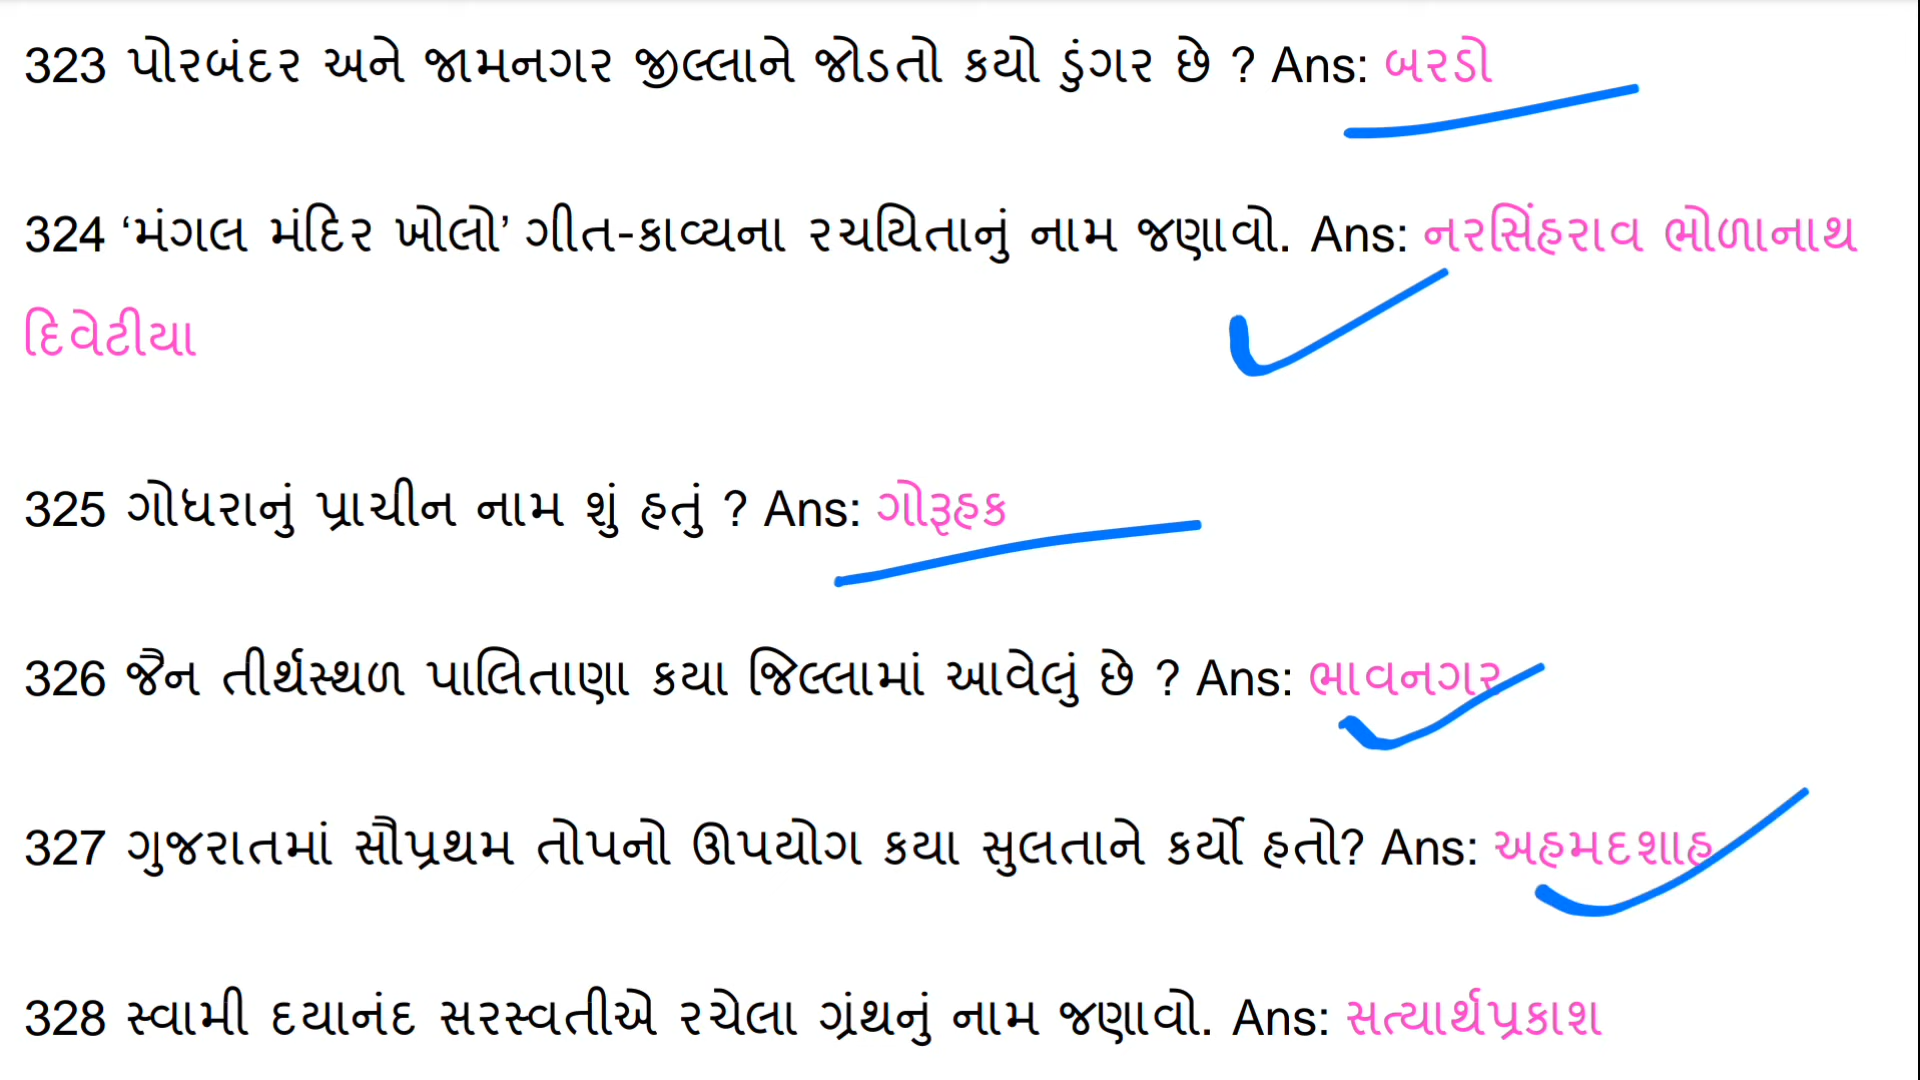 323 પોરબંદર અને જામનગર જીલ્લાને જોડતો કયો ડુંગર છે ? Ans: બરડો
324 ‘મંગલ મંદિર ખોલો’ ગીત-કાવ્યના રચયિતાનું નામ જણાવો. Ans: નરસિંહરાવ ભોળાનાથ
દિવેટીયા
325 ગોધરાનું પ્રાચીન નામ શું હતું ? Ans: ગોરૂહક
326 જૈન તીર્થસ્થળ પાલિતાણા કયા જિલ્લામાં આવેલું છે ? Ans: ભાવનગર
327 ગુજરાતમાં સૌપ્રથમ તોપનો ઊપયોગ કયા સુલતાને કર્યો હતો? Ans: અહમદશાહ
328 સ્વામી દયાનંદ સરસ્વતીએ રચેલા ગ્રંથનું નામ જણાવો. Ans: સત્યાર્થપ્રકાશ